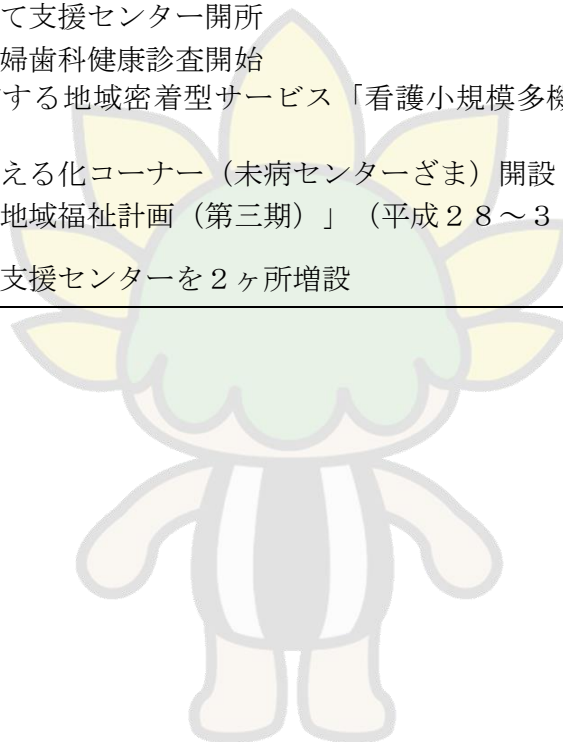 て支援センター開所
婦歯科健康診査開始
する地域密着型サービス「看護小規模多機
える化コーナー（未病センターざま）開設
地域福祉計画（第三期）」（平成２８～３
支援センターを２ヶ所増設